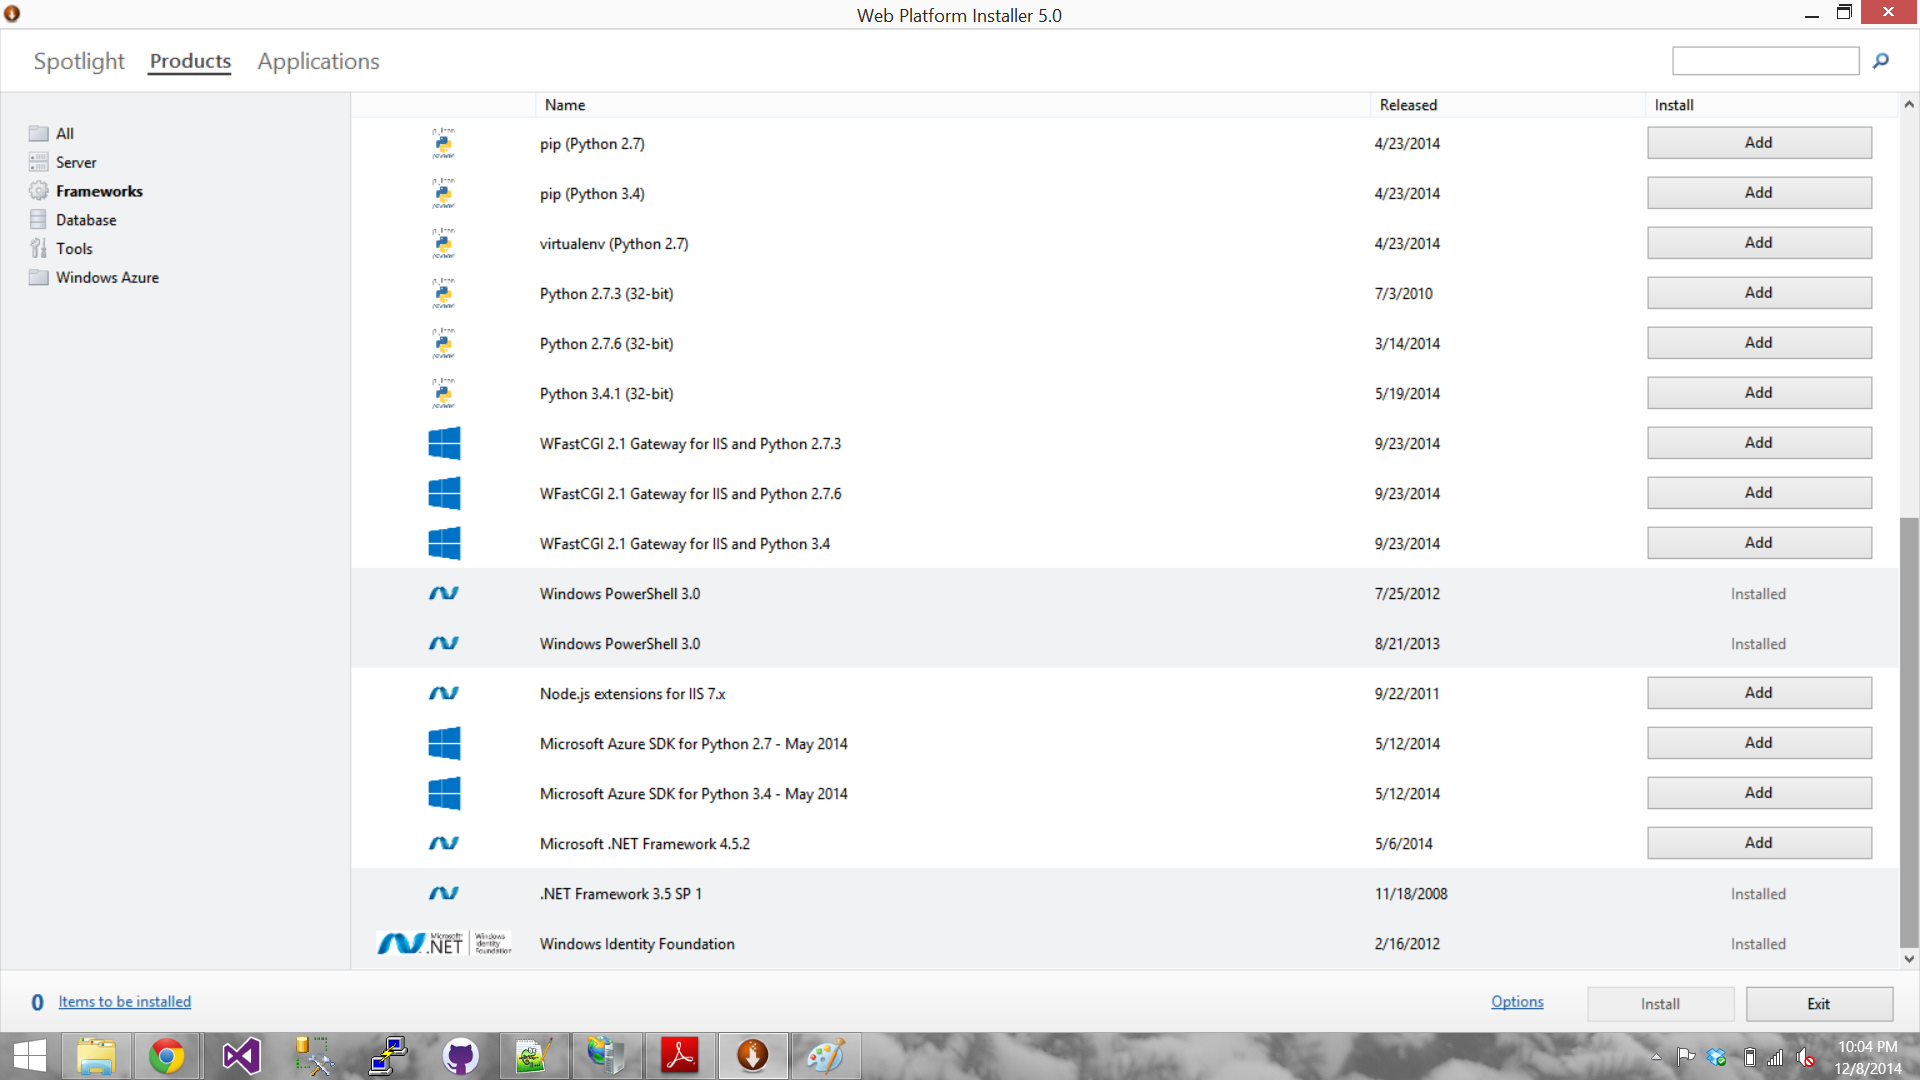 Web Platform Installer 5.0
Spotlight Products Applications
Name Released Install
All
Server
Frameworks
Database
Tools
Windows Azure
pip (Python 2.7) 4/23/2014 Add
pip (Python 3.4) 4/23/2014 Add
virtualenv (Python 2.7) 4/23/2014 Add
Python 2.7.3 (32-bit) 7/3/2010 Add
Python 2.7.6 (32-bit) 3/14/2014 Add
Python 3.4.1 (32-bit) 5/19/2014 Add
WFastCGI 2.1 Gateway for IIS and Python 2.7.3 9/23/2014 Add
WFastCGI 2.1 Gateway for IIS and Python 2.7.6 9/23/2014 Add
WFastCGI 2.1 Gateway for IIS and Python 3.4 9/23/2014 Add
Windows PowerShell 3.0 7/25/2012 Installed
Windows PowerShell 3.0 8/21/2013 Installed
Node.js extensions for IIS 7.x 9/22/2011 Add
Microsoft Azure SDK for Python 2.7 - May 2014 5/12/2014 Add
Microsoft Azure SDK for Python 3.4 - May 2014 5/12/2014 Add
Microsoft .NET Framework 4.5.2 5/6/2014 Add
.NET Framework 3.5 SP 1 11/18/2008 Installed
Microsoft .NET Windows Identity Foundation Windows Identity Foundation 2/16/2012 Installed
0 Items to be installed Options Install Exit
10:04 PM
12/8/2014